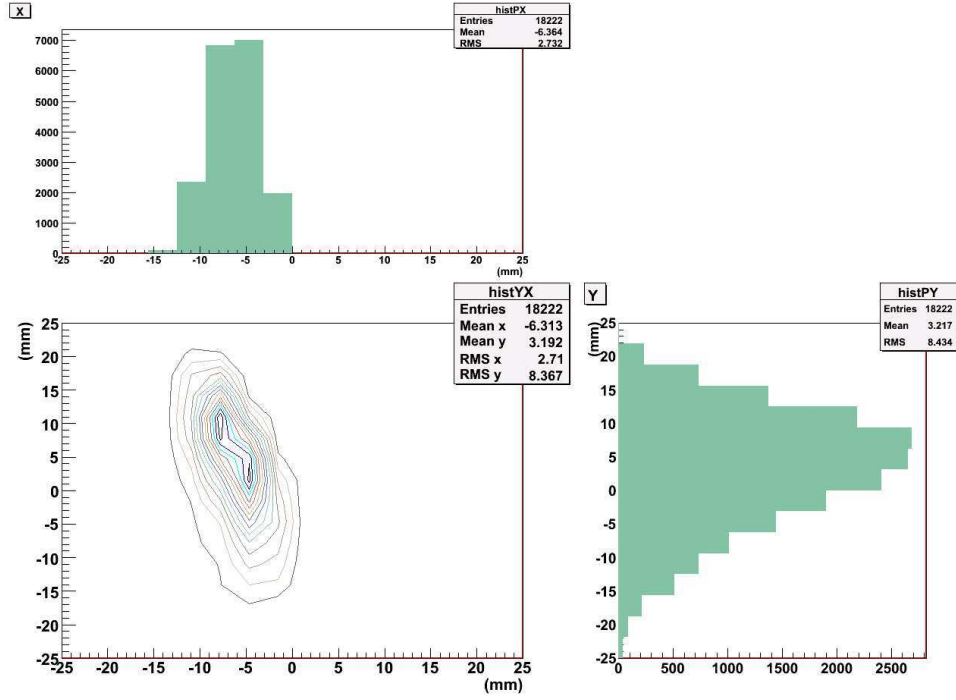 X
histPX
Entries 18222
Mean -6.364
RMS 2.732
7000
6000
5000
4000
3000
2000
1000
0
-25 -20 -15 -10 -5 0 5 10 15 20 25
(mm)
histYX
Entries 18222
Mean x -6.313
Mean y 3.192
RMS x 2.71
RMS y 8.367
(mm)
25
20
15
10
5
0
-5
-10
-15
-20
-25
-25 -20 -15 -10 -5 0 5 10 15 20 25
(mm)
Y
histPY
Entries 18222
Mean 3.217
RMS 8.434
(mm)
25
20
15
10
5
0
-5
-10
-15
-20
-25
0 500 1000 1500 2000 2500